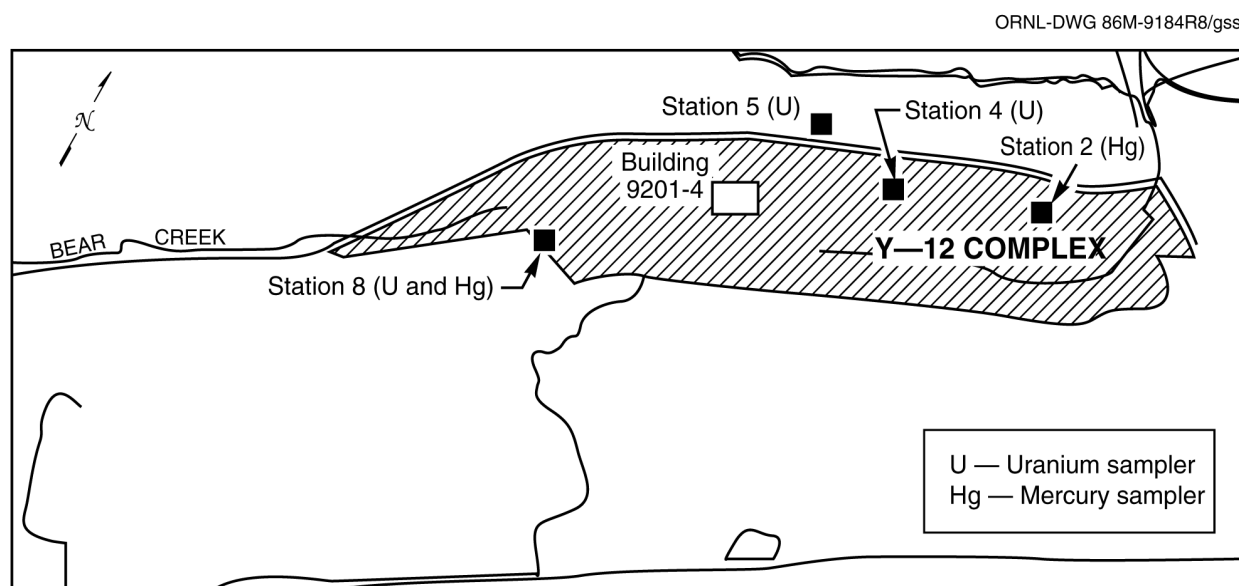 ORNL-DWG 86M-9184R8/gss
N
Station 5 (U)
Station 4 (U)
Station 2 (Hg)
Building
9201-4
BEAR CREEK
Y—12 COMPLEX
Station 8 (U and Hg)
U — Uranium sampler
Hg — Mercury sampler